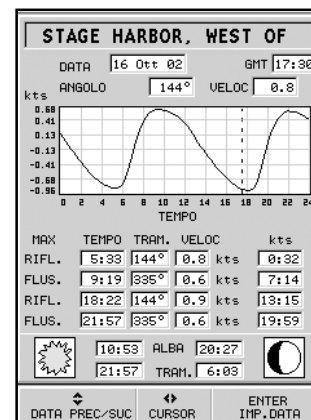 STAGE HARBOR, WEST OF
DATA 16 Ott 02 GMT 17:30
ANGOLO 144° VELOC 0.8
kts
0.68
0.41
0.13
-0.13
-0.41
-0.68
-0.96
0 2 4 6 8 10 12 14 16 18 20 22 24
TEMPO
MAX TEMPO TRAM. VELOC kts
RIFL. 5:33 144° 0.8 kts 0:32
FLUS. 9:19 335° 0.6 kts 7:14
RIFL. 18:22 144° 0.9 kts 13:15
FLUS. 21:57 335° 0.6 kts 19:59
10:53 ALBA 20:27
21:57 TRAM. 6:03
DATA PREC/SUC CURSOR ENTER
IMP.DATA